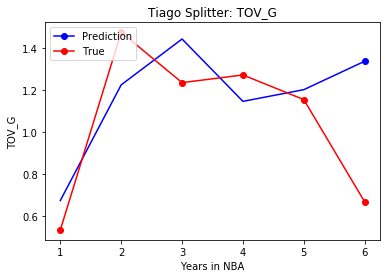 Tiago Splitter: TOV_G
Prediction
True
1.4
1.2
1.0
0.8
0.6
TOV_G
1 2 3 4 5 6
Years in NBA